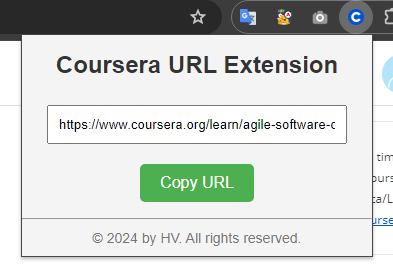 Coursera URL Extension
https://www.coursera.org/learn/agile-software-c
Copy URL
© 2024 by HV. All rights reserved.
tim
ours
ta/L
urse